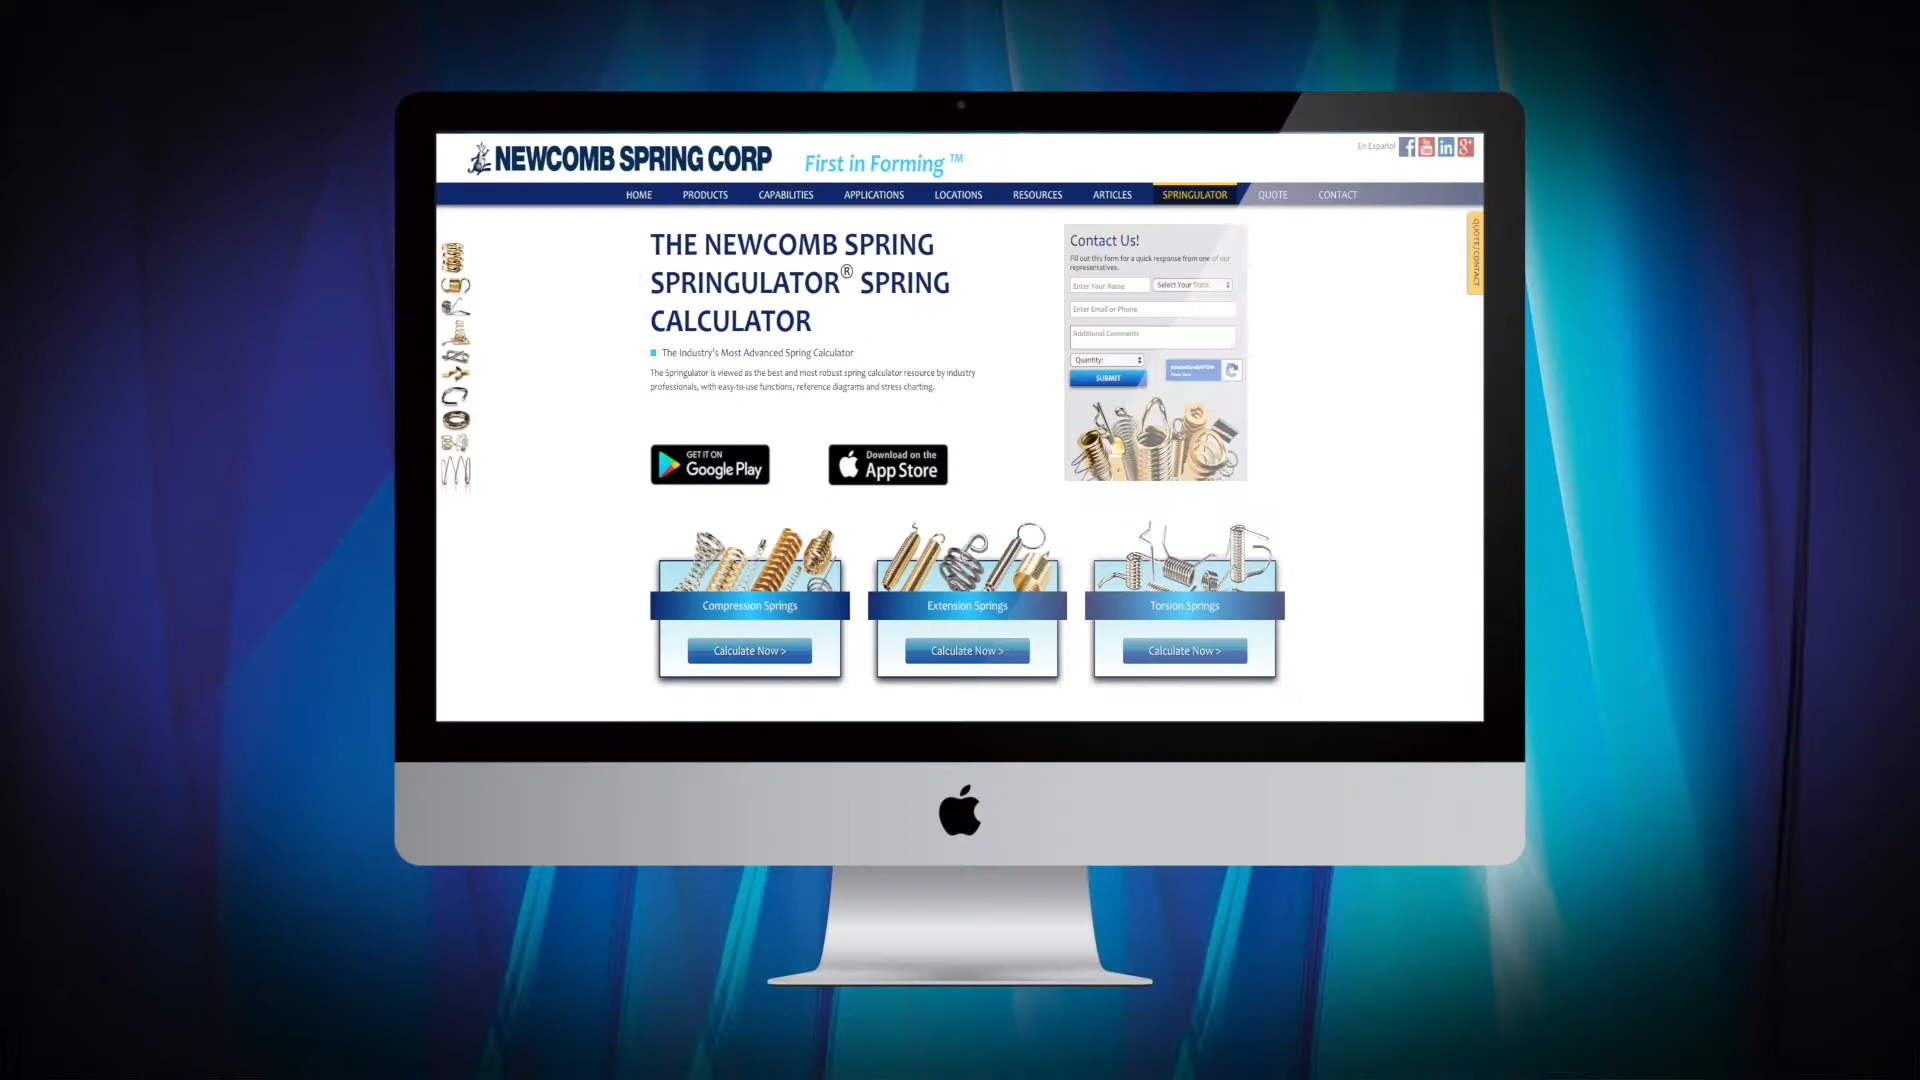 NEWCOMB SPRING CORP
First in Forming ™
En Español
HOME PRODUCTS CAPABILITIES APPLICATIONS LOCATIONS RESOURCES ARTICLES SPRINGULATOR QUOTE CONTACT
QUOTE/CONTACT
THE NEWCOMB SPRING
SPRINGULATOR® SPRING
CALCULATOR
The Industry's Most Advanced Spring Calculator
The Springulator is viewed as the best and most robust spring calculator resource by industry
professionals, with easy-to-use functions, reference diagrams and stress charting.
GET IT ON
Google Play
Download on the
App Store
Contact Us!
Fill out this form for a quick response from one of our
representatives.
Enter Your Name
Select Your State
Enter Email or Phone
Additional Comments
Quantity:
SUBMIT
Compression Springs
Calculate Now >
Extension Springs
Calculate Now >
Torsion Springs
Calculate Now >